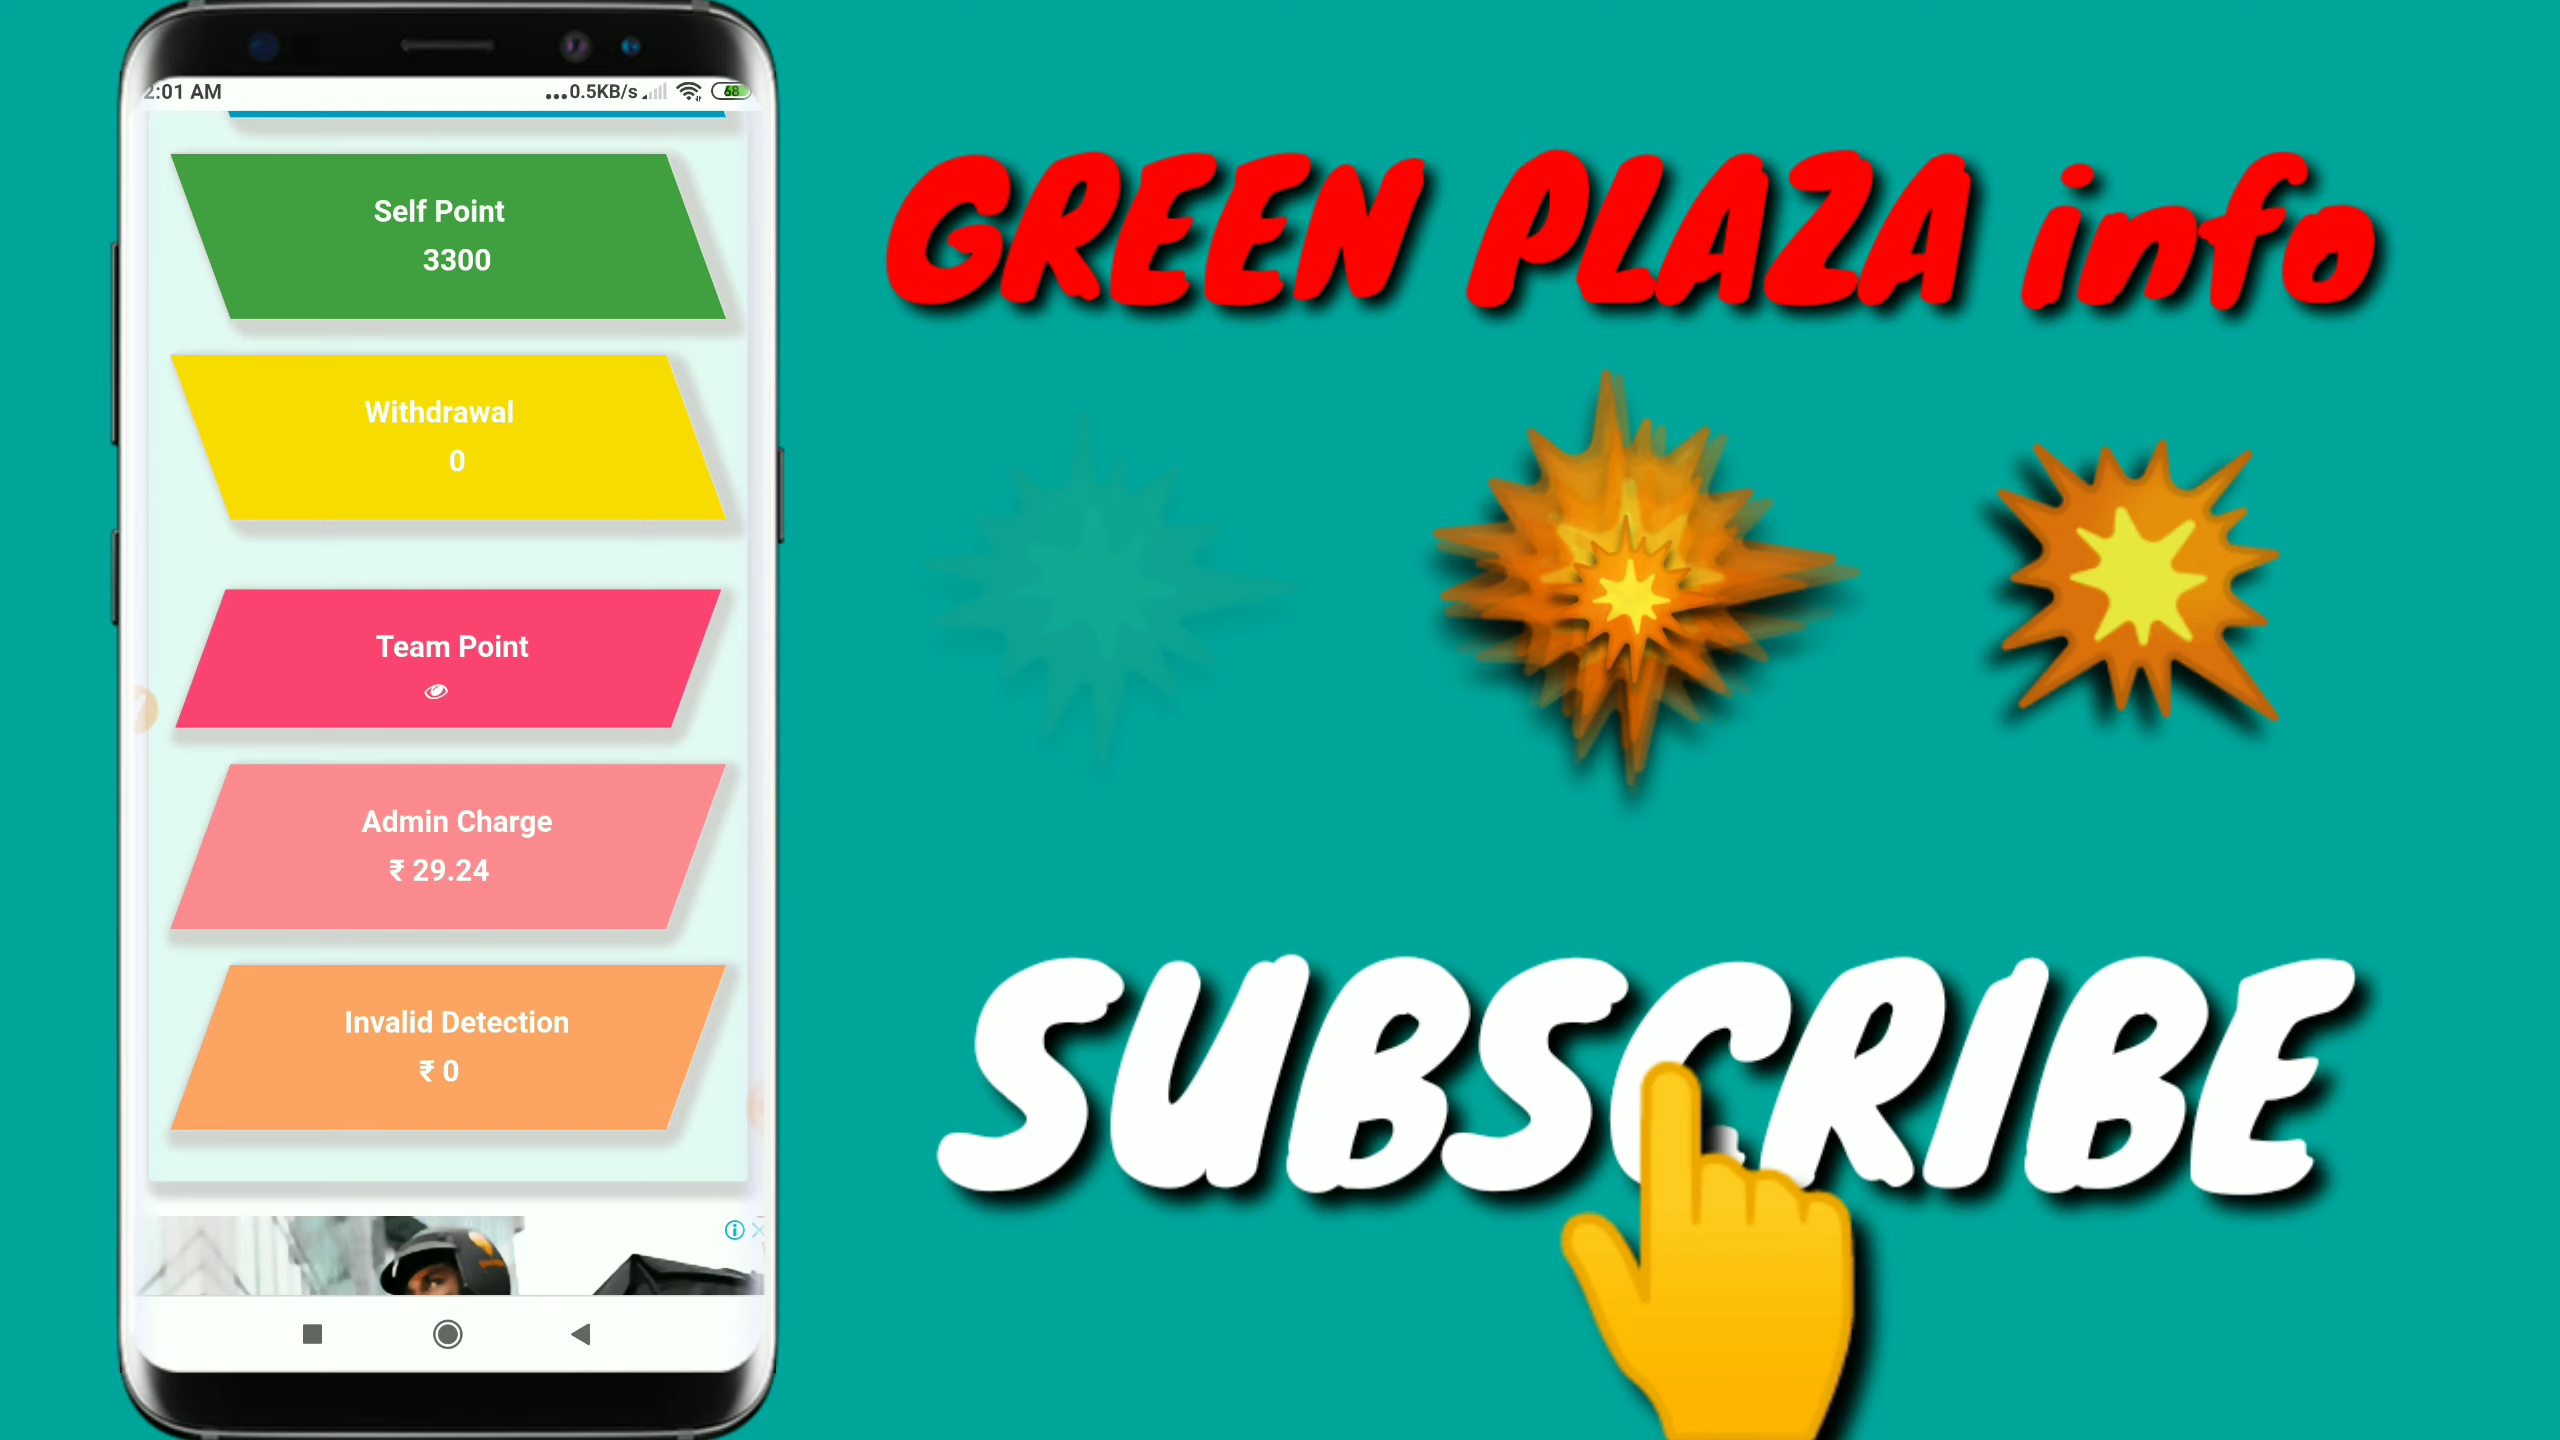 2:01 AM
...0.5KB/s
68
Self Point
3300
Withdrawal
0
Team Point
Admin Charge
₹ 29.24
Invalid Detection
₹ 0
GREEN PLAZA info
SUBSCRIBE